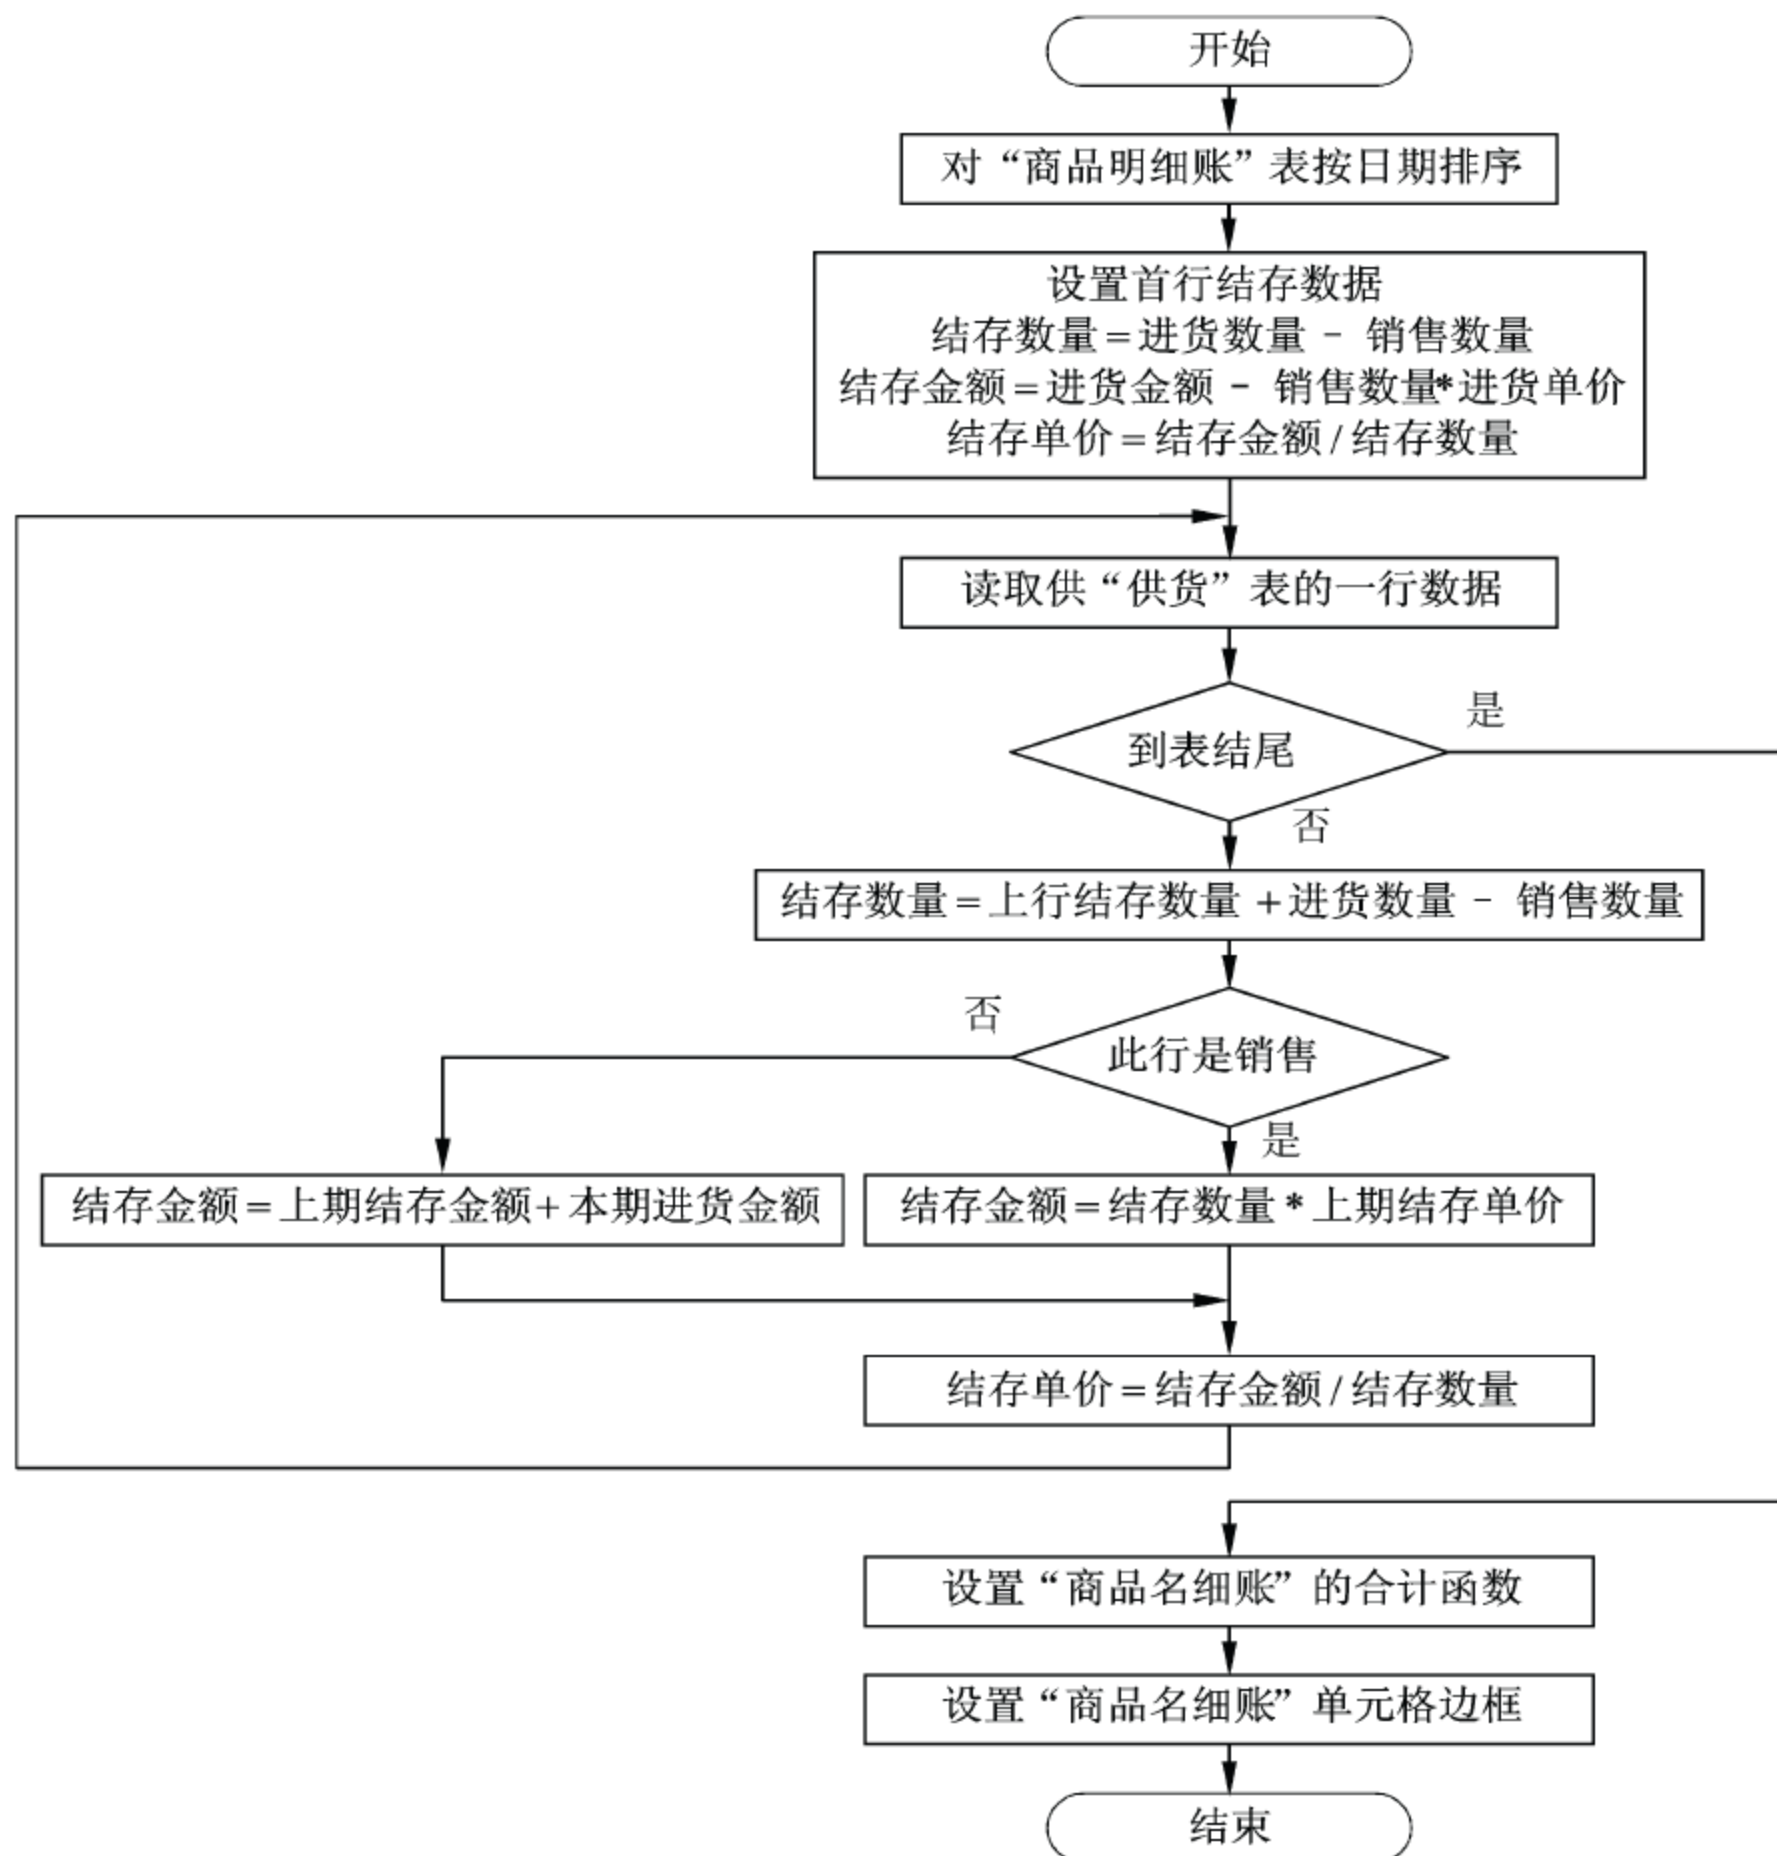 开始
对“商品明细账”表按日期排序
设置首行结存数据
结存数量=进货数量 - 销售数量
结存金额=进货金额 - 销售数量*进货单价
结存单价=结存金额/结存数量
读取供“供货”表的一行数据
到表结尾
是
否
结存数量=上行结存数量+进货数量 - 销售数量
否
此行是销售
是
结存金额=上期结存金额+本期进货金额
结存金额=结存数量*上期结存单价
结存单价=结存金额/结存数量
设置“商品名细账”的合计函数
设置“商品名细账”单元格边框
结束